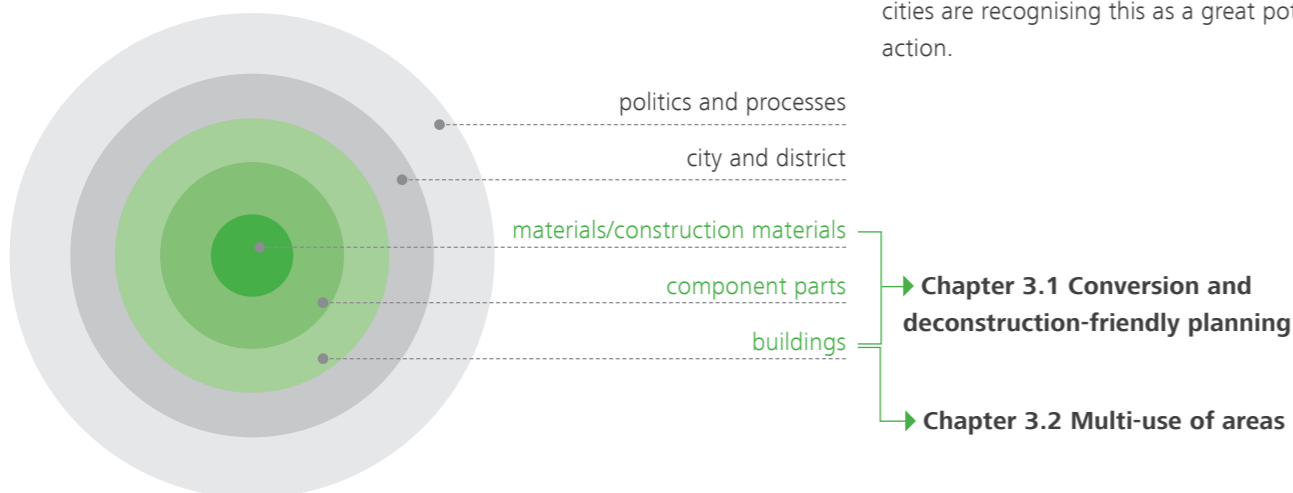 cities are recognising this as a great
action.
politics and processes
city and district
materials/construction materials
component parts
buildings
Chapter 3.1 Conversion and
deconstruction-friendly planning
Chapter 3.2 Multi-use of areas